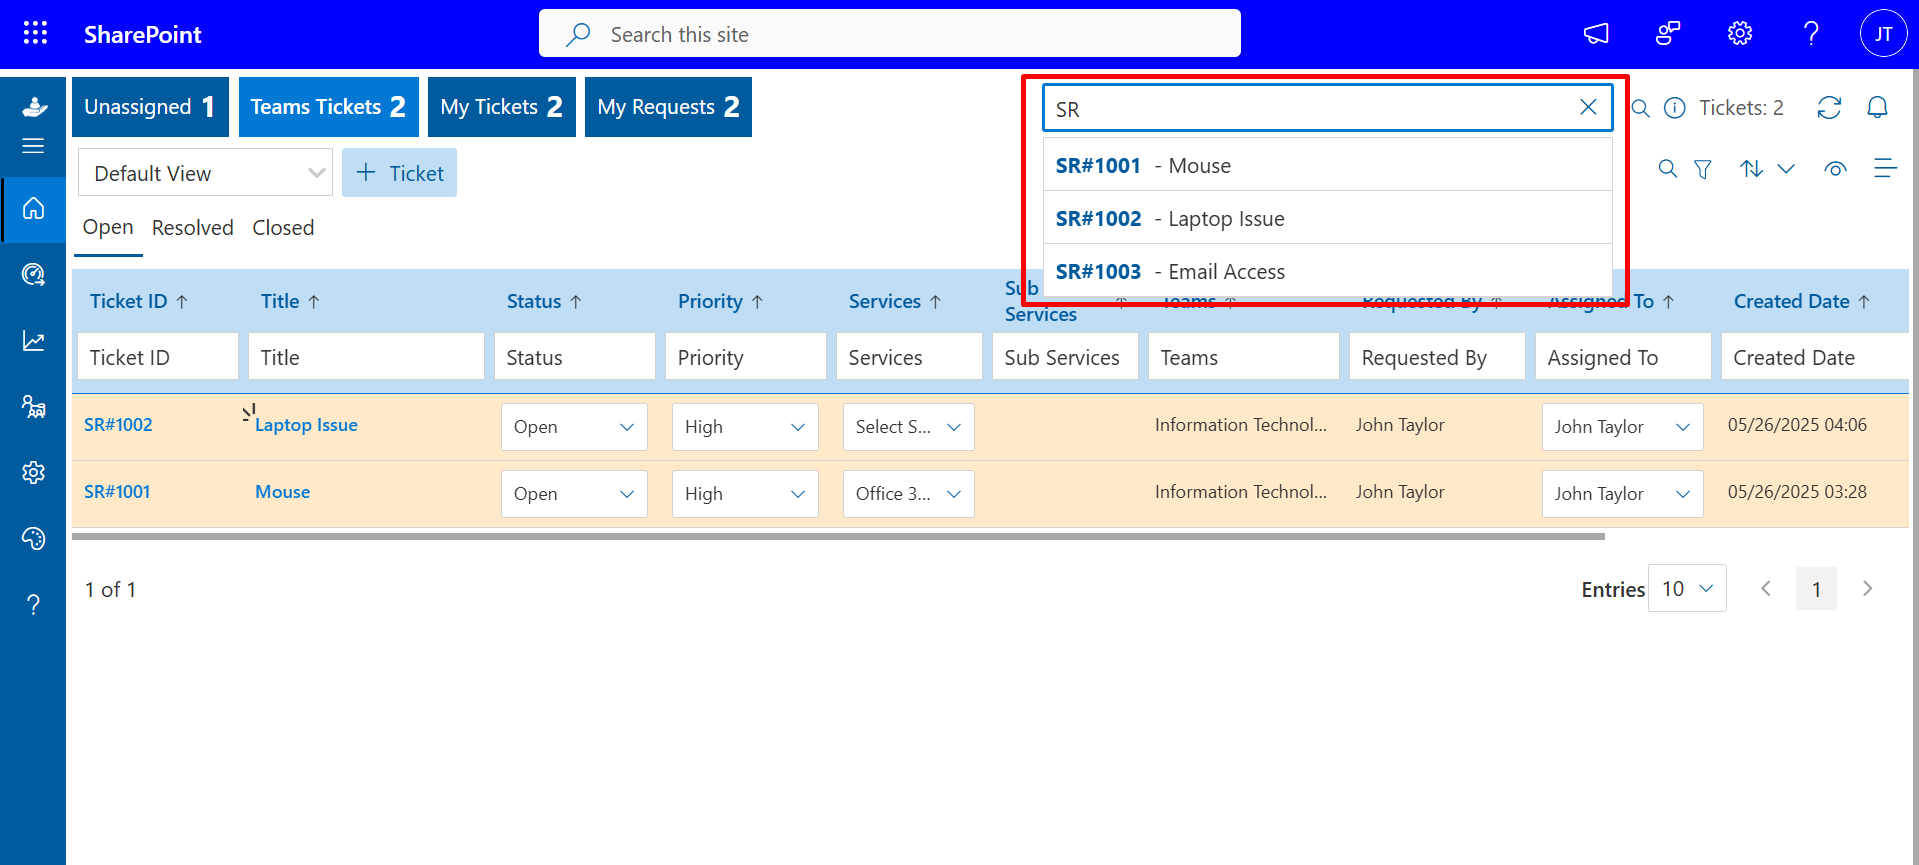 SharePoint
Search this site
JT
Unassigned 1
Teams Tickets 2
My Tickets 2
My Requests 2
SR
Tickets: 2
SR#1001 - Mouse
SR#1002 - Laptop Issue
SR#1003 - Email Access
Default View
+ Ticket
Open Resolved Closed
Ticket ID ↑ Title ↑ Status ↑ Priority ↑ Services ↑ Sub Services ↑ Teams ↑ Requested By ↑ Assigned To ↑ Created Date ↑
Ticket ID Title Status Priority Services Sub Services Teams Requested By Assigned To Created Date
SR#1002 Laptop Issue Open High Select S... Information Technol... John Taylor John Taylor 05/26/2025 04:06
SR#1001 Mouse Open High Office 3... Information Technol... John Taylor John Taylor 05/26/2025 03:28
1 of 1
Entries 10
1